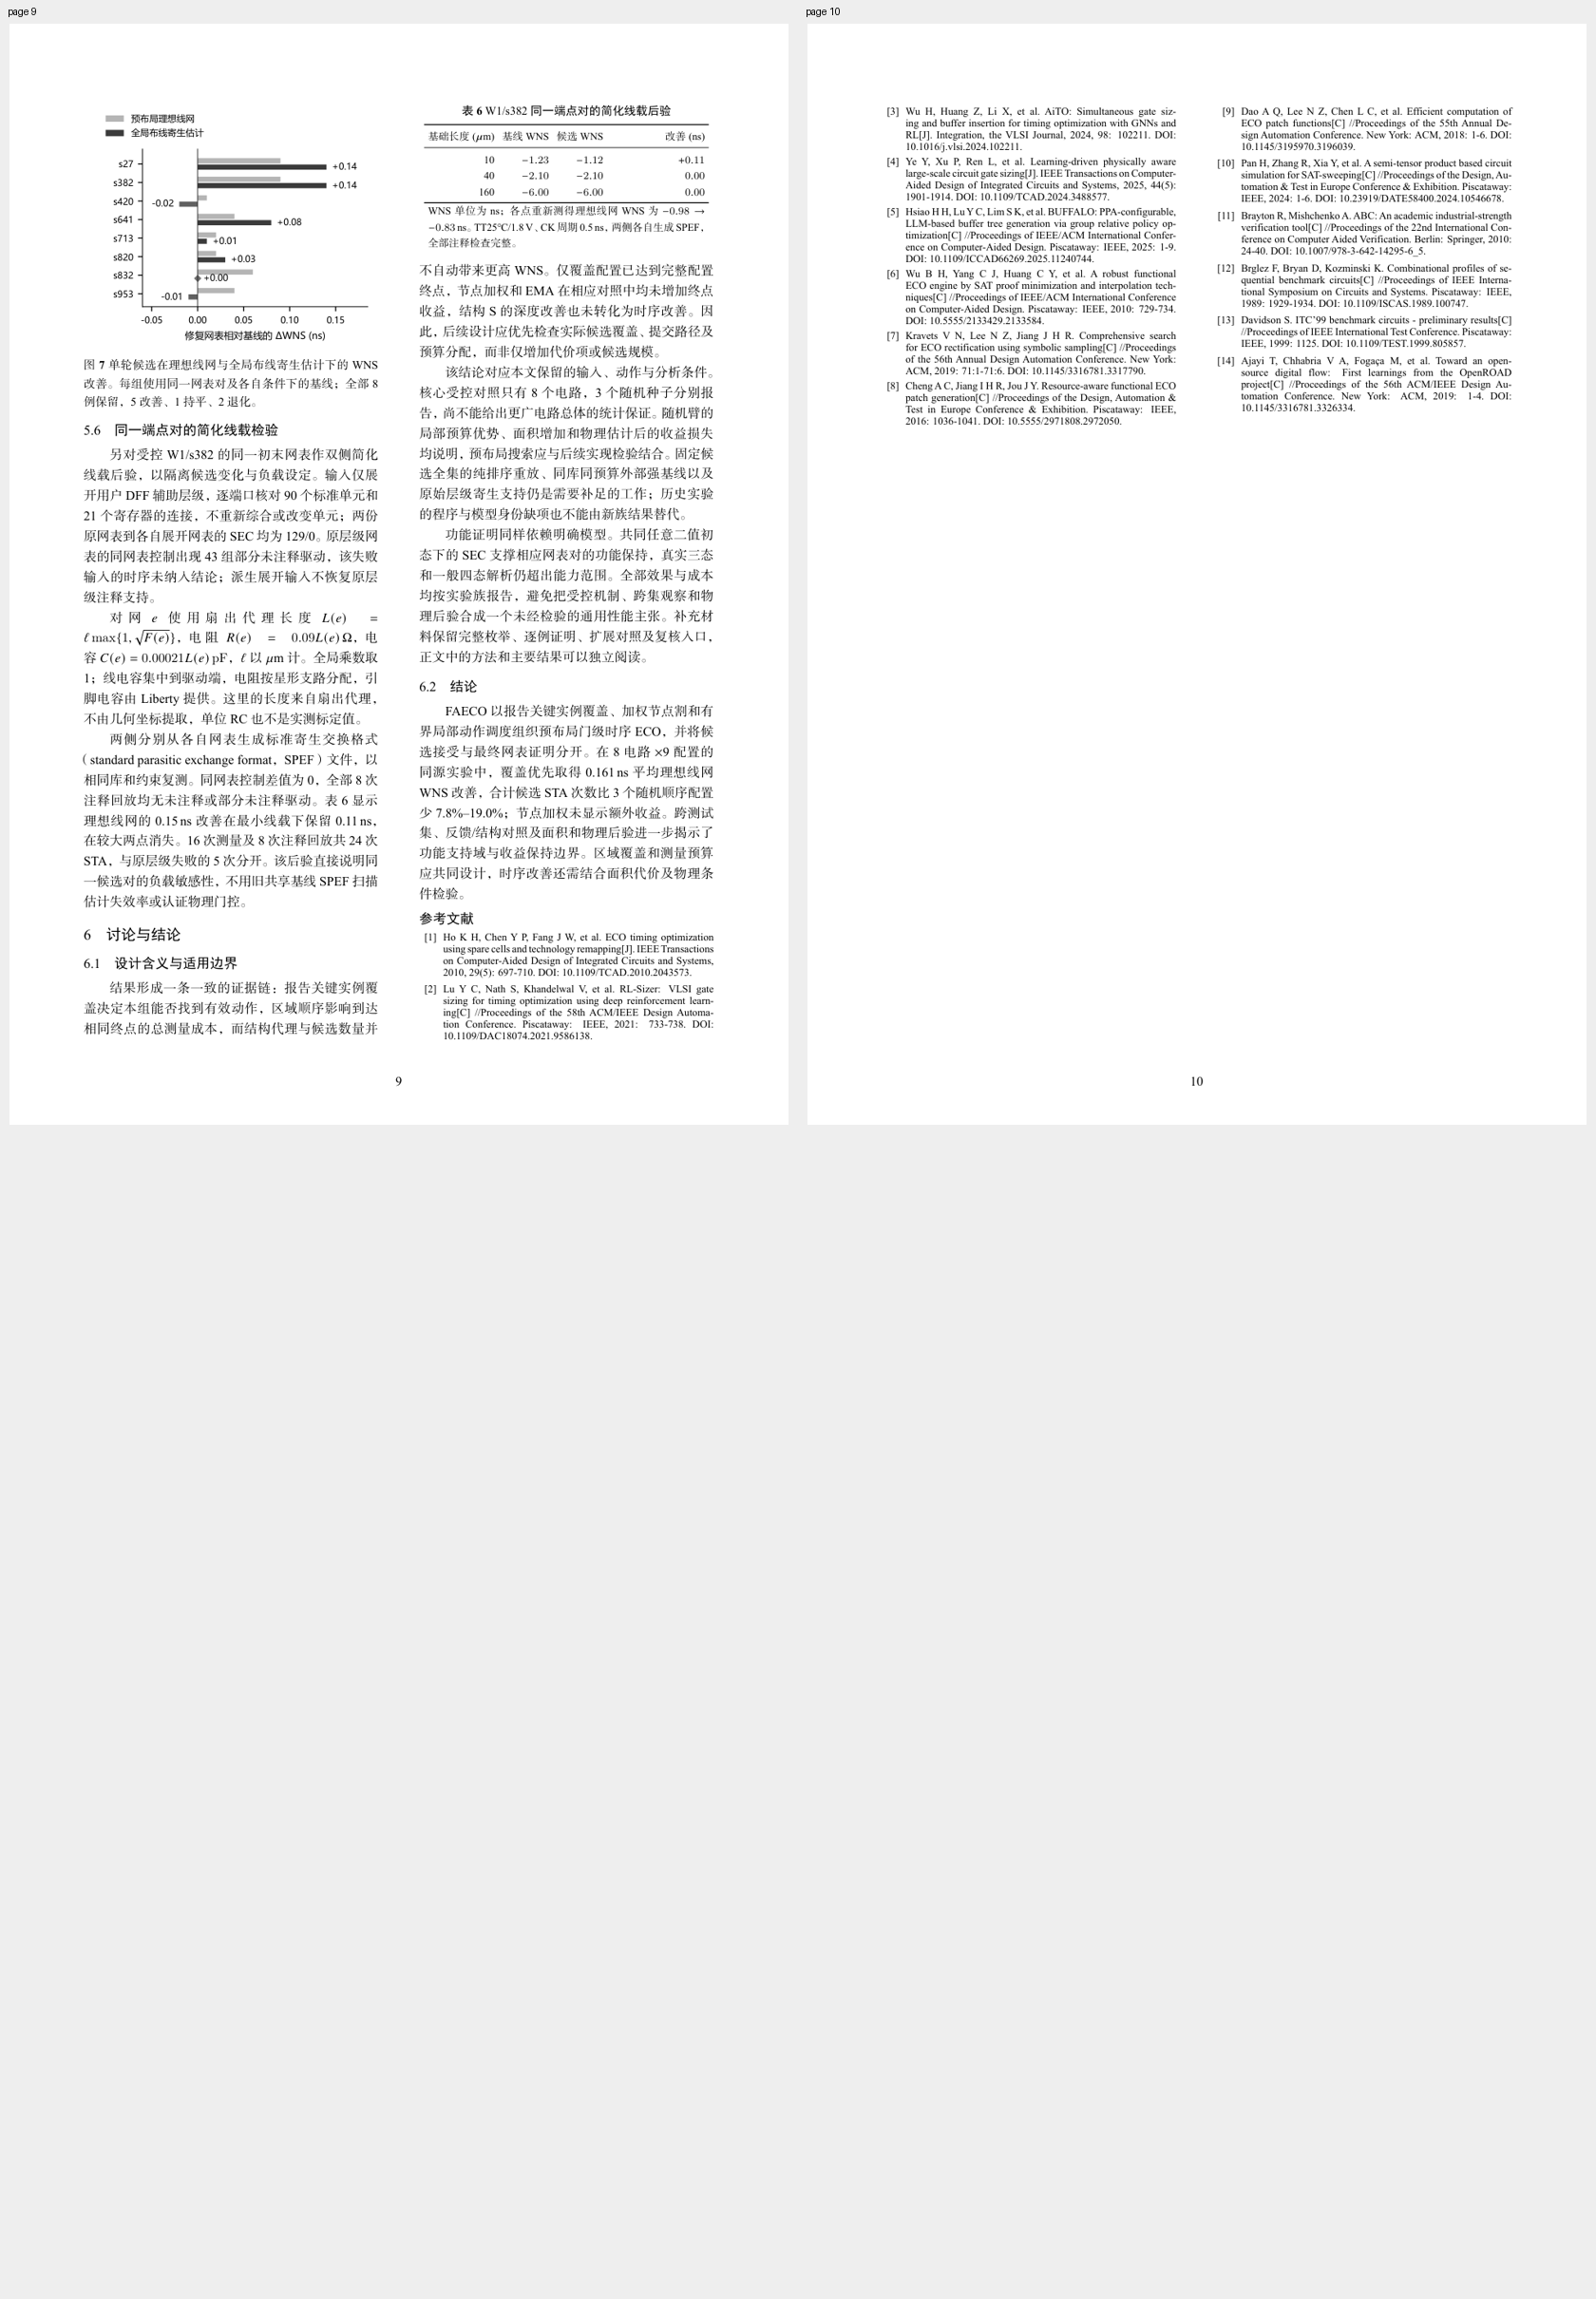 page 9
预布局理想线网
全局布线寄生估计
s27
+0.14
s382
+0.14
s420
-0.02
s641
+0.08
s713
+0.01
s820
+0.03
s832
+0.00
s953
-0.01
-0.05 0.00 0.05 0.10 0.15
修复网表相对基线的 ΔWNS (ns)
图 7 单轮候选在理想线网与全局布线寄生估计下的 WNS
改善。每组使用同一网表对及各自条件下的基线；全部 8
例保留，5 改善、1 持平、2 退化。
5.6 同一端点对的简化线载检验
另对受控 W1/s382 的同一初末网表作双侧简化
线载后验，以隔离候选变化与负载设定。输入仅展
开用户 DFF 辅助层级，逐端口核对 90 个标准单元和
21 个寄存器的连接，不重新综合或改变单元；两份
原网表到各自展开网表的 SEC 均为 129/0。原层级网
表的同网表控制出现 43 组部分未注释驱动，该失败
输入的时序未纳入结论；派生展开输入不恢复原层
级注释支持。
对网 e 使用扇出代理长度 L(e) =
ℓ max{1, √F(e)}，电阻 R(e) = 0.09L(e) Ω，电
容 C(e) = 0.00021L(e) pF，ℓ 以 μm 计。全局乘数取
1；线电容集中到驱动端，电阻按星形支路分配，引
脚电容由 Liberty 提供。这里的长度来自扇出代理，
不由几何坐标提取，单位 RC 也不是实测标定值。
两侧分别从各自网表生成标准寄生交换格式
（standard parasitic exchange format，SPEF）文件，以
相同库和约束复测。同网表控制差值为 0，全部 8 次
注释回放均无未注释或部分未注释驱动。表 6 显示
理想线网的 0.15 ns 改善在最小线载下保留 0.11 ns，
在较大两点消失。16 次测量及 8 次注释回放共 24 次
STA，与原层级失败的 5 次分开。该后验直接说明同
一候选对的负载敏感性，不用旧共享基线 SPEF 扫描
估计失效率或认证物理门控。
6 讨论与结论
6.1 设计含义与适用边界
结果形成一条一致的证据链：报告关键实例覆
盖决定本组能否找到有效动作，区域顺序影响到达
相同终点的总测量成本，而结构代理与候选数量并
表 6 W1/s382 同一端点对的简化线载后验
基础长度 (μm) 基线 WNS 候选 WNS 改善 (ns)
10 −1.23 −1.12 +0.11
40 −2.10 −2.10 0.00
160 −6.00 −6.00 0.00
WNS 单位为 ns；各点重新测得理想线网 WNS 为 −0.98 →
−0.83 ns。TT25℃/1.8 V、CK 周期 0.5 ns，两侧各自生成 SPEF，
全部注释检查完整。
不自动带来更高 WNS。仅覆盖配置已达到完整配置
终点，节点加权和 EMA 在相应对照中均未增加终点
收益，结构 S 的深度改善也未转化为时序改善。因
此，后续设计应优先检查实际候选覆盖、提交路径及
预算分配，而非仅增加代价项或候选规模。
该结论对应本文保留的输入、动作与分析条件。
核心受控对照只有 8 个电路，3 个随机种子分别报
告，尚不能给出更广电路总体的统计保证。随机臂的
局部预算优势、面积增加和物理估计后的收益损失
均说明，预布局搜索应与后续实现检验结合。固定候
选全集的纯排序重放、同库同预算外部强基线以及
原始层级寄生支持仍是需要补足的工作；历史实验
的程序与模型身份缺项也不能由新族结果替代。
功能证明同样依赖明确模型。共同任意二值初
态下的 SEC 支撑相应网表对的功能保持，真实三态
和一般四态解析仍超出能力范围。全部效果与成本
均按实验族报告，避免把受控机制、跨集观察和物
理后验合成一个未经检验的通用性能主张。补充材
料保留完整枚举、逐例证明、扩展对照及复核入口，
正文中的方法和主要结果可以独立阅读。
6.2 结论
FAECO 以报告关键实例覆盖、加权节点割和有
界局部动作调度组织预布局门级时序 ECO，并将候
选接受与最终网表证明分开。在 8 电路 ×9 配置的
同源实验中，覆盖优先取得 0.161 ns 平均理想线网
WNS 改善，合计候选 STA 次数比 3 个随机顺序配置
少 7.8%–19.0%；节点加权未显示额外收益。跨测试
集、反馈/结构对照及面积和物理后验进一步揭示了
功能支持域与收益保持边界。区域覆盖和测量预算
应共同设计，时序改善还需结合面积代价及物理条
件检验。
参考文献
[1] Ho K H, Chen Y P, Fang J W, et al. ECO timing optimization
using spare cells and technology remapping[J]. IEEE Transactions
on Computer-Aided Design of Integrated Circuits and Systems,
2010, 29(5): 697-710. DOI: 10.1109/TCAD.2010.2043573.
[2] Lu Y C, Nath S, Khandelwal V, et al. RL-Sizer: VLSI gate
sizing for timing optimization using deep reinforcement learn-
ing[C] //Proceedings of the 58th ACM/IEEE Design Automa-
tion Conference. Piscataway: IEEE, 2021: 733-738. DOI:
10.1109/DAC18074.2021.9586138.
9
page 10
[3] Wu H, Huang Z, Li X, et al. AiTO: Simultaneous gate siz-
ing and buffer insertion for timing optimization with GNNs and
RL[J]. Integration, the VLSI Journal, 2024, 98: 102211. DOI:
10.1016/j.vlsi.2024.102211.
[4] Ye Y, Xu P, Ren L, et al. Learning-driven physically aware
large-scale circuit gate sizing[J]. IEEE Transactions on Computer-
Aided Design of Integrated Circuits and Systems, 2025, 44(5):
1901-1914. DOI: 10.1109/TCAD.2024.3488577.
[5] Hsiao H H, Lu Y C, Lim S K, et al. BUFFALO: PPA-configurable,
LLM-based buffer tree generation via group relative policy op-
timization[C] //Proceedings of IEEE/ACM International Confer-
ence on Computer-Aided Design. Piscataway: IEEE, 2025: 1-9.
DOI: 10.1109/ICCAD66269.2025.11240744.
[6] Wu B H, Yang C J, Huang C Y, et al. A robust functional
ECO engine by SAT proof minimization and interpolation tech-
niques[C] //Proceedings of IEEE/ACM International Conference
on Computer-Aided Design. Piscataway: IEEE, 2010: 729-734.
DOI: 10.5555/2133429.2133584.
[7] Kravets V N, Lee N Z, Jiang J H R. Comprehensive search
for ECO rectification using symbolic sampling[C] //Proceedings
of the 56th Annual Design Automation Conference. New York:
ACM, 2019: 71:1-71:6. DOI: 10.1145/3316781.3317790.
[8] Cheng A C, Jiang I H R, Jou J Y. Resource-aware functional ECO
patch generation[C] //Proceedings of the Design, Automation &
Test in Europe Conference & Exhibition. Piscataway: IEEE,
2016: 1036-1041. DOI: 10.5555/2971808.2972050.
[9] Dao A Q, Lee N Z, Chen L C, et al. Efficient computation of
ECO patch functions[C] //Proceedings of the 55th Annual De-
sign Automation Conference. New York: ACM, 2018: 1-6. DOI:
10.1145/3195970.3196039.
[10] Pan H, Zhang R, Xia Y, et al. A semi-tensor product based circuit
simulation for SAT-sweeping[C] //Proceedings of the Design, Au-
tomation & Test in Europe Conference & Exhibition. Piscataway:
IEEE, 2024: 1-6. DOI: 10.23919/DATE58400.2024.10546678.
[11] Brayton R, Mishchenko A. ABC: An academic industrial-strength
verification tool[C] //Proceedings of the 22nd International Con-
ference on Computer Aided Verification. Berlin: Springer, 2010:
24-40. DOI: 10.1007/978-3-642-14295-6_5.
[12] Brglez F, Bryan D, Kozminski K. Combinational profiles of se-
quential benchmark circuits[C] //Proceedings of IEEE Interna-
tional Symposium on Circuits and Systems. Piscataway: IEEE,
1989: 1929-1934. DOI: 10.1109/ISCAS.1989.100747.
[13] Davidson S. ITC’99 benchmark circuits - preliminary results[C]
//Proceedings of IEEE International Test Conference. Piscataway:
IEEE, 1999: 1125. DOI: 10.1109/TEST.1999.805857.
[14] Ajayi T, Chhabria V A, Fogaça M, et al. Toward an open-
source digital flow: First learnings from the OpenROAD
project[C] //Proceedings of the 56th ACM/IEEE Design Au-
tomation Conference. New York: ACM, 2019: 1-4. DOI:
10.1145/3316781.3326334.
10